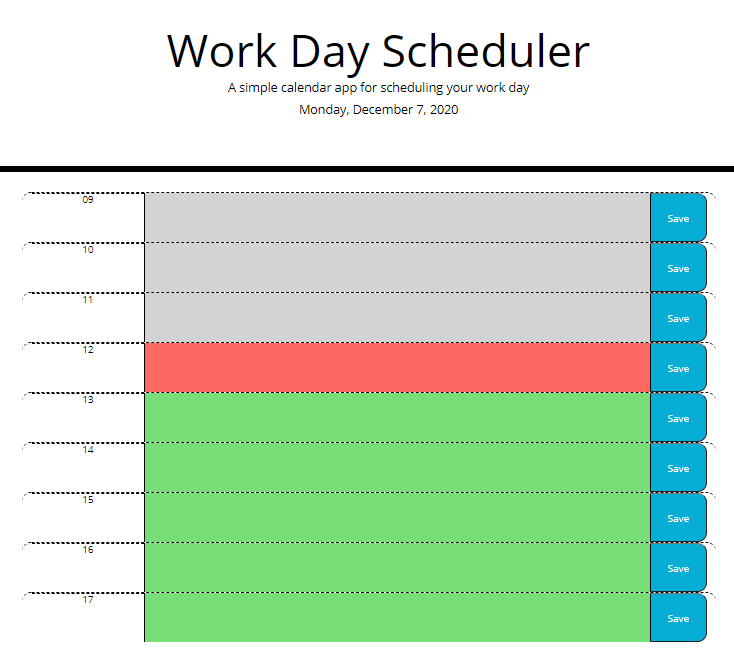 Work Day Scheduler
A simple calendar app for scheduling your work day
Monday, December 7, 2020
09 Save
10 Save
11 Save
12 Save
13 Save
14 Save
15 Save
16 Save
17 Save